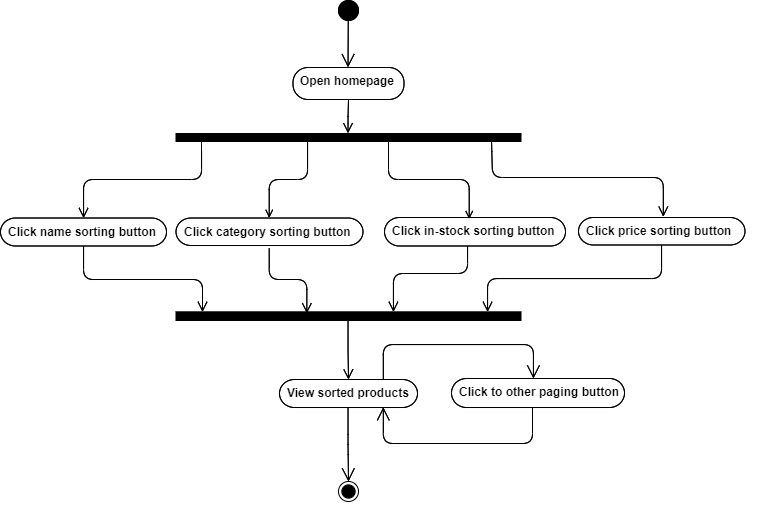 Open homepage
Click name sorting button
Click category sorting button
Click in-stock sorting button
Click price sorting button
View sorted products
Click to other paging button